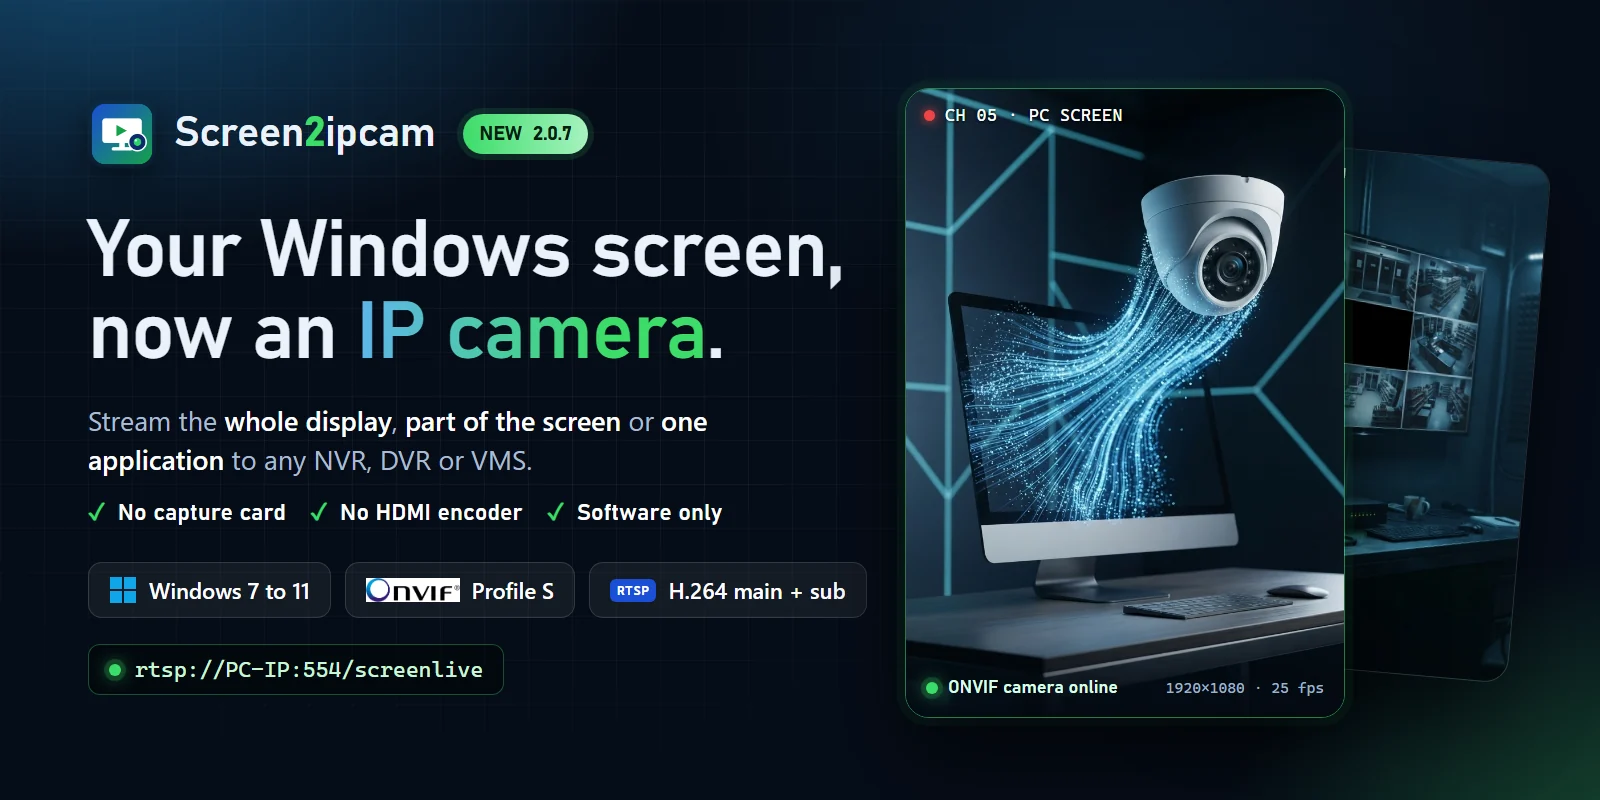 Screen2ipcam
NEW 2.0.7
Your Windows screen,
now an IP camera.
Stream the whole display, part of the screen or one
application to any NVR, DVR or VMS.
✓ No capture card ✓ No HDMI encoder ✓ Software only
Windows 7 to 11
ONVIF® Profile S
RTSP H.264 main + sub
rtsp://PC-IP:554/screenlive
CH 05 · PC SCREEN
ONVIF camera online
1920×1080 · 25 fps